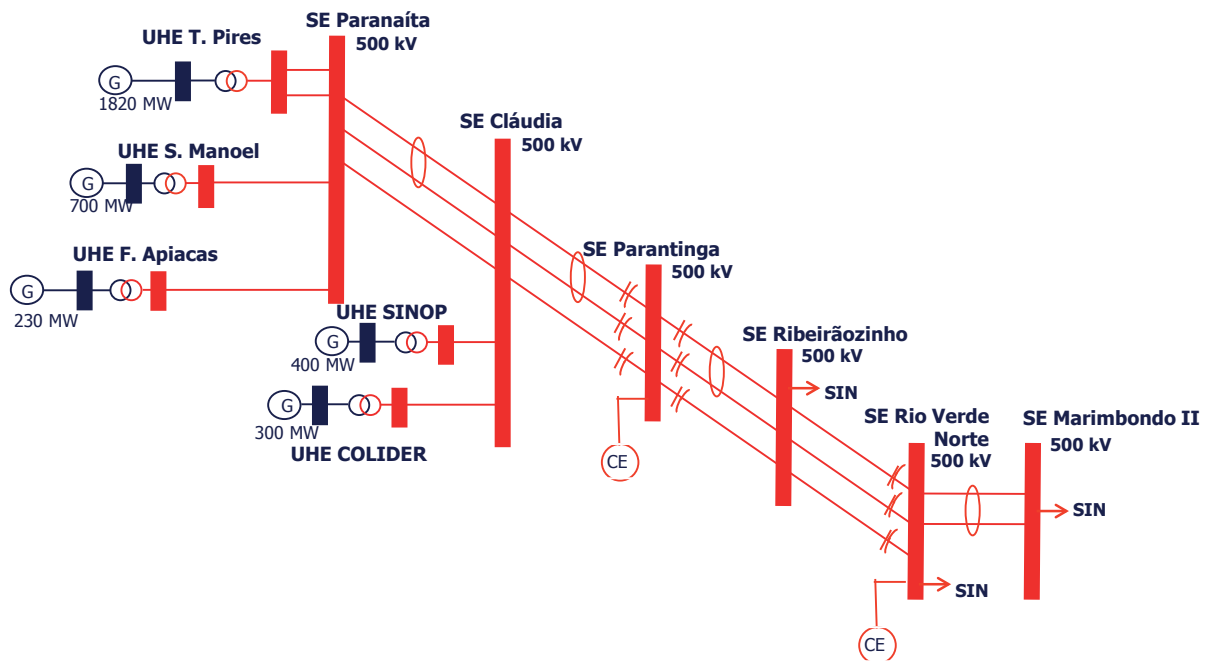 SE Paranaíta
500 kV
UHE T. Pires
G
1820 MW
SE Cláudia
500 kV
UHE S. Manoel
G
700 MW
UHE F. Apiacas
G
230 MW
SE Parantinga
500 kV
UHE SINOP
G
400 MW
SE Ribeirãozinho
500 kV
SIN
G
300 MW
UHE COLIDER
CE
SE Rio Verde
Norte
500 kV
SE Marimbondo II
500 kV
SIN
SIN
CE